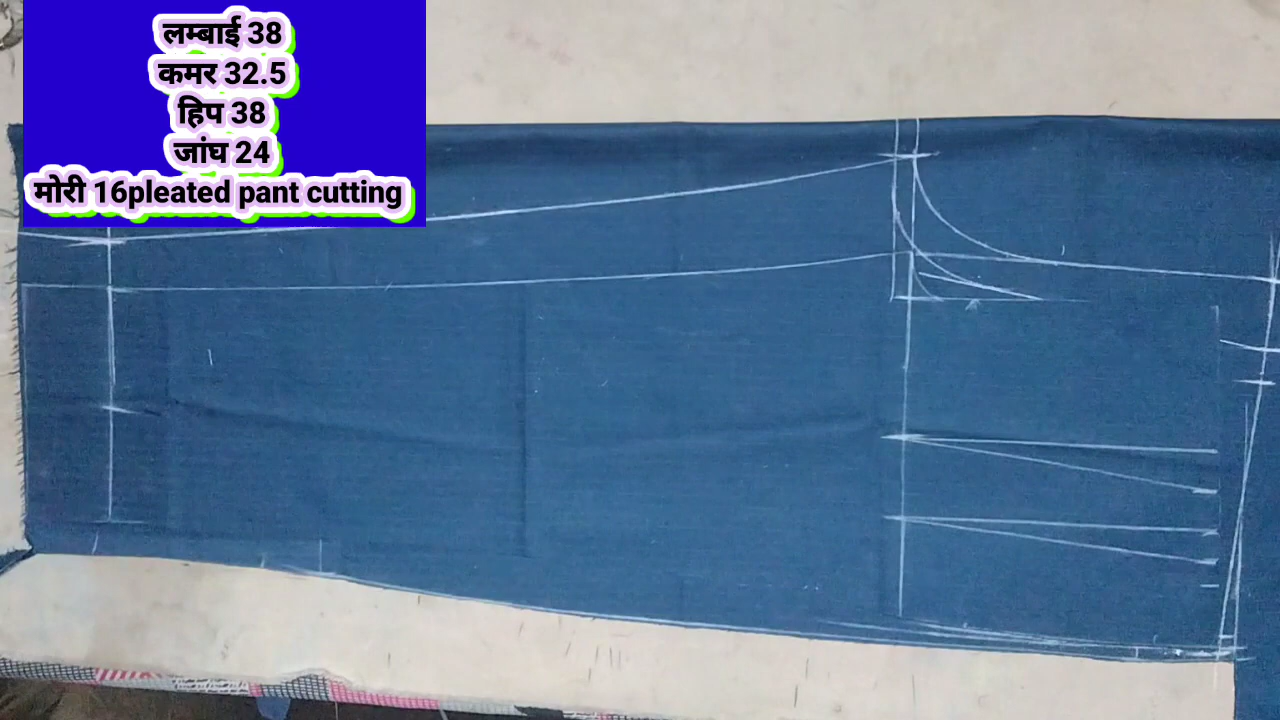 लम्बाई 38
कमर 32.5
हिप 38
जांघ 24
मोरी 16pleated pant cutting